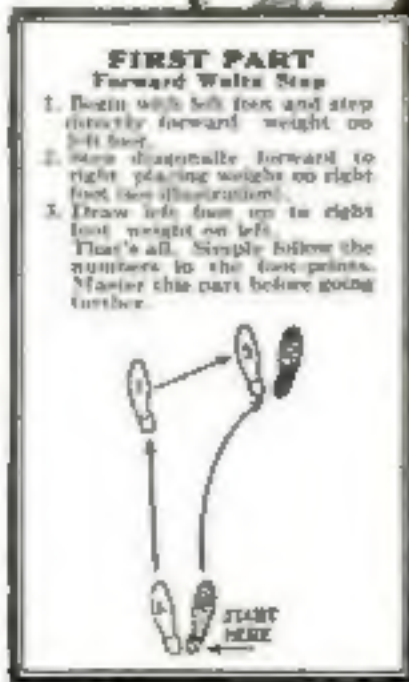 FIRST PART
Forward Waltz Step
1. Begin with left foot and step
directly forward weight on
left foot.
2. Step diagonally forward to
right placing weight on right
foot (see illustration).
3. Draw left foot up to right
foot weight on left.
That's all. Simply follow the
numbers in the foot-prints.
Master this part before going
further.
START
HERE